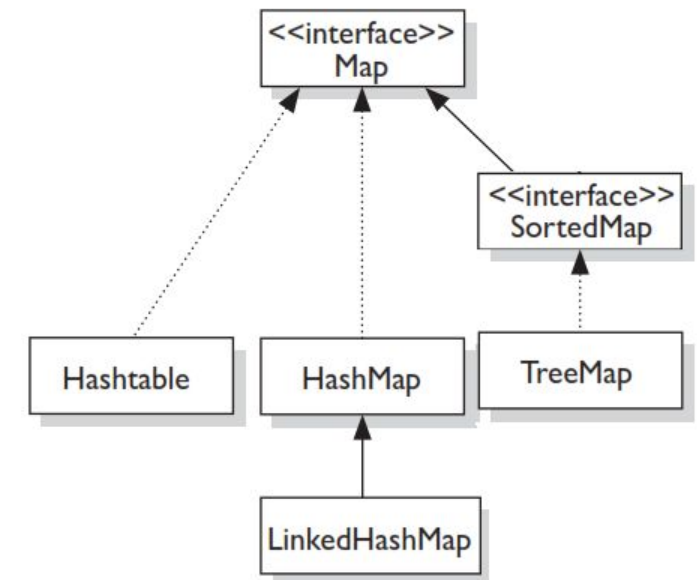 <<interface>>
Map
<<interface>>
SortedMap
Hashtable
HashMap
TreeMap
LinkedHashMap